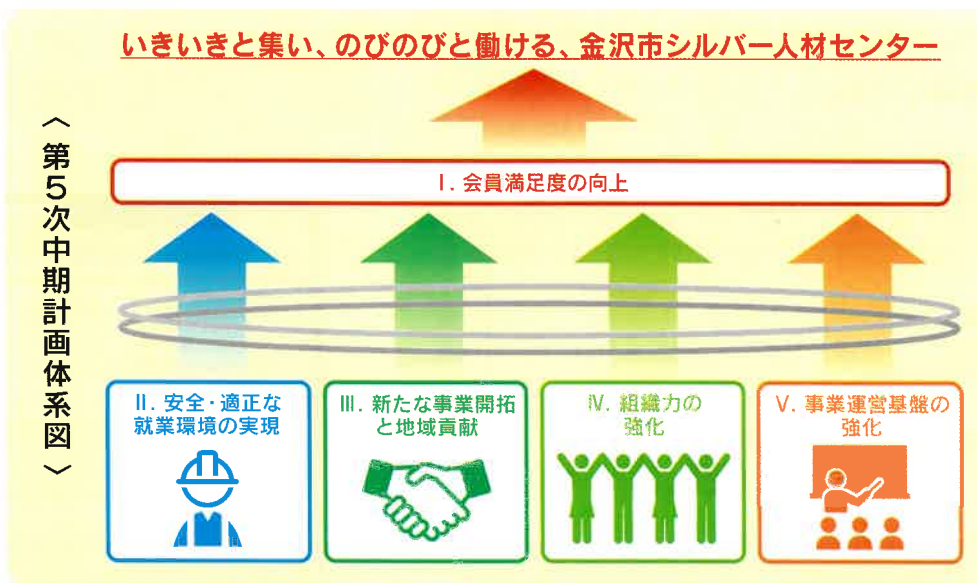 いきいきと集い、のびのびと働ける、金沢市シルバー人材センター
〈第5次中期計画体系図〉
Ⅰ. 会員満足度の向上
Ⅱ. 安全・適正な
就業環境の実現
Ⅲ. 新たな事業開拓
と地域貢献
Ⅳ. 組織力の
強化
Ⅴ. 事業運営基盤の
強化